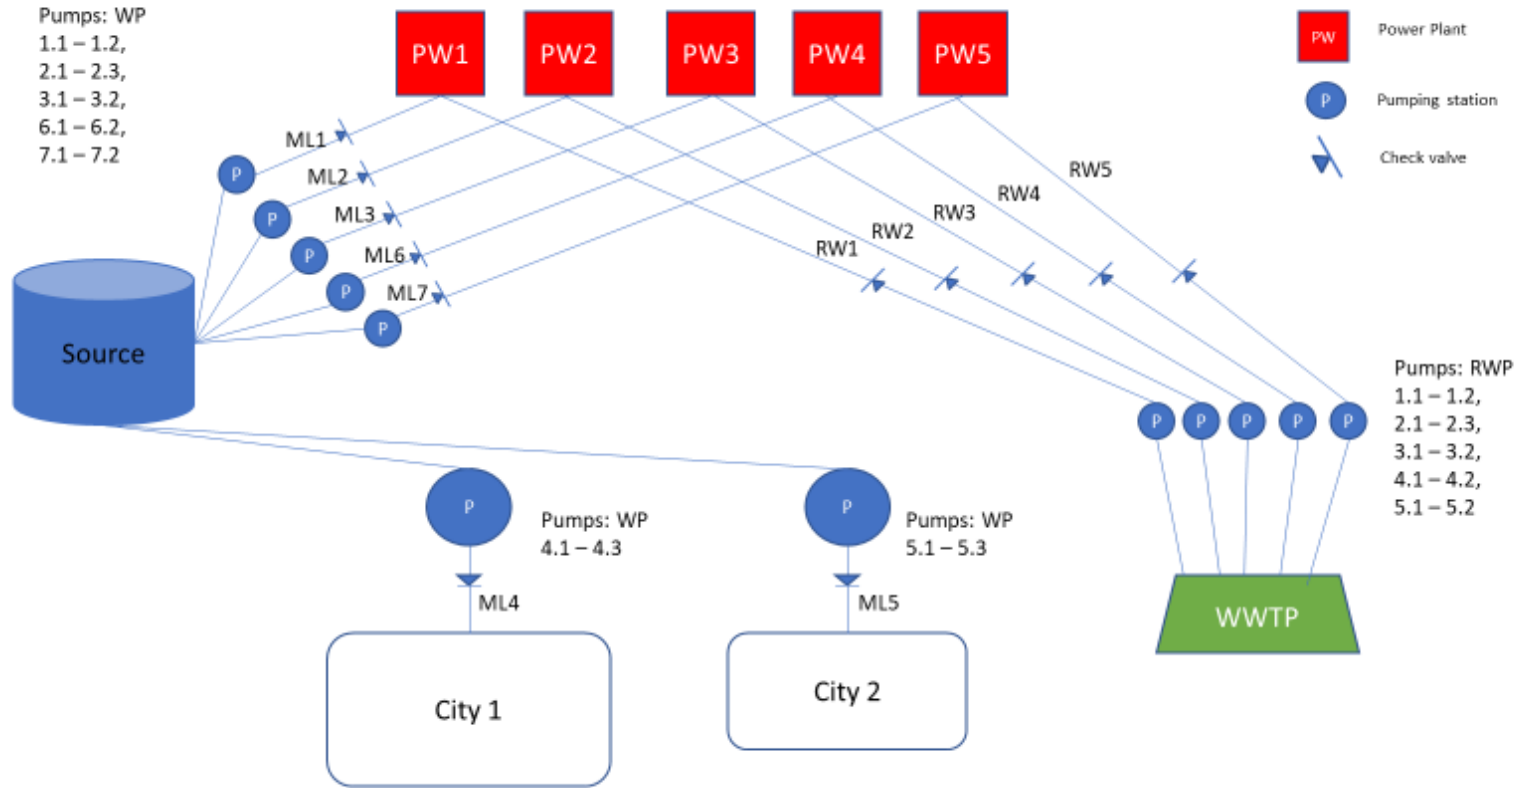 Pumps: WP
1.1 – 1.2,
2.1 – 2.3,
3.1 – 3.2,
6.1 – 6.2,
7.1 – 7.2
PW1
PW2
PW3
PW4
PW5
PW
Power Plant
P
Pumping station
Check valve
ML1
P
ML2
P
ML3
P
ML6
P
ML7
P
RW1
RW2
RW3
RW4
RW5
Source
P
P
P
P
P
Pumps: RWP
1.1 – 1.2,
2.1 – 2.3,
3.1 – 3.2,
4.1 – 4.2,
5.1 – 5.2
P
Pumps: WP
4.1 – 4.3
P
Pumps: WP
5.1 – 5.3
ML4
ML5
WWTP
City 1
City 2